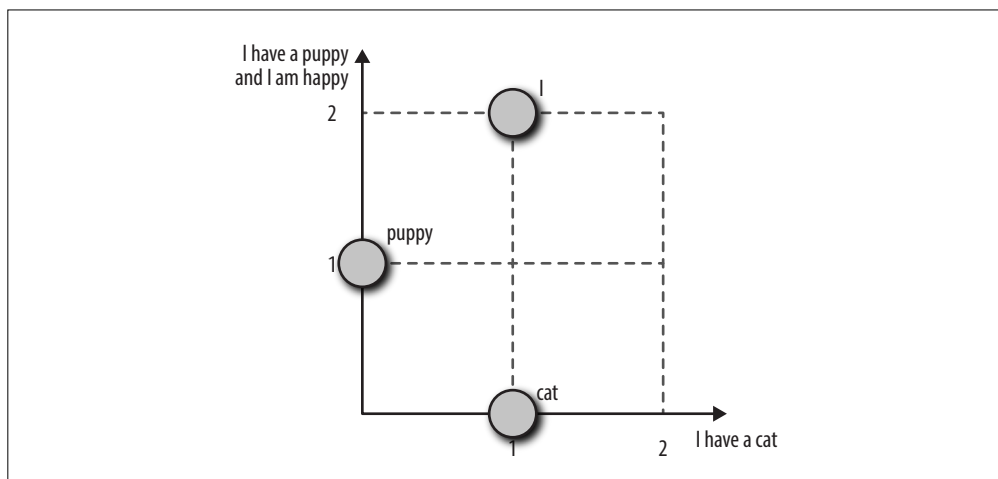 I have a puppy
and I am happy
I
2
puppy
1
cat
1
2
I have a cat